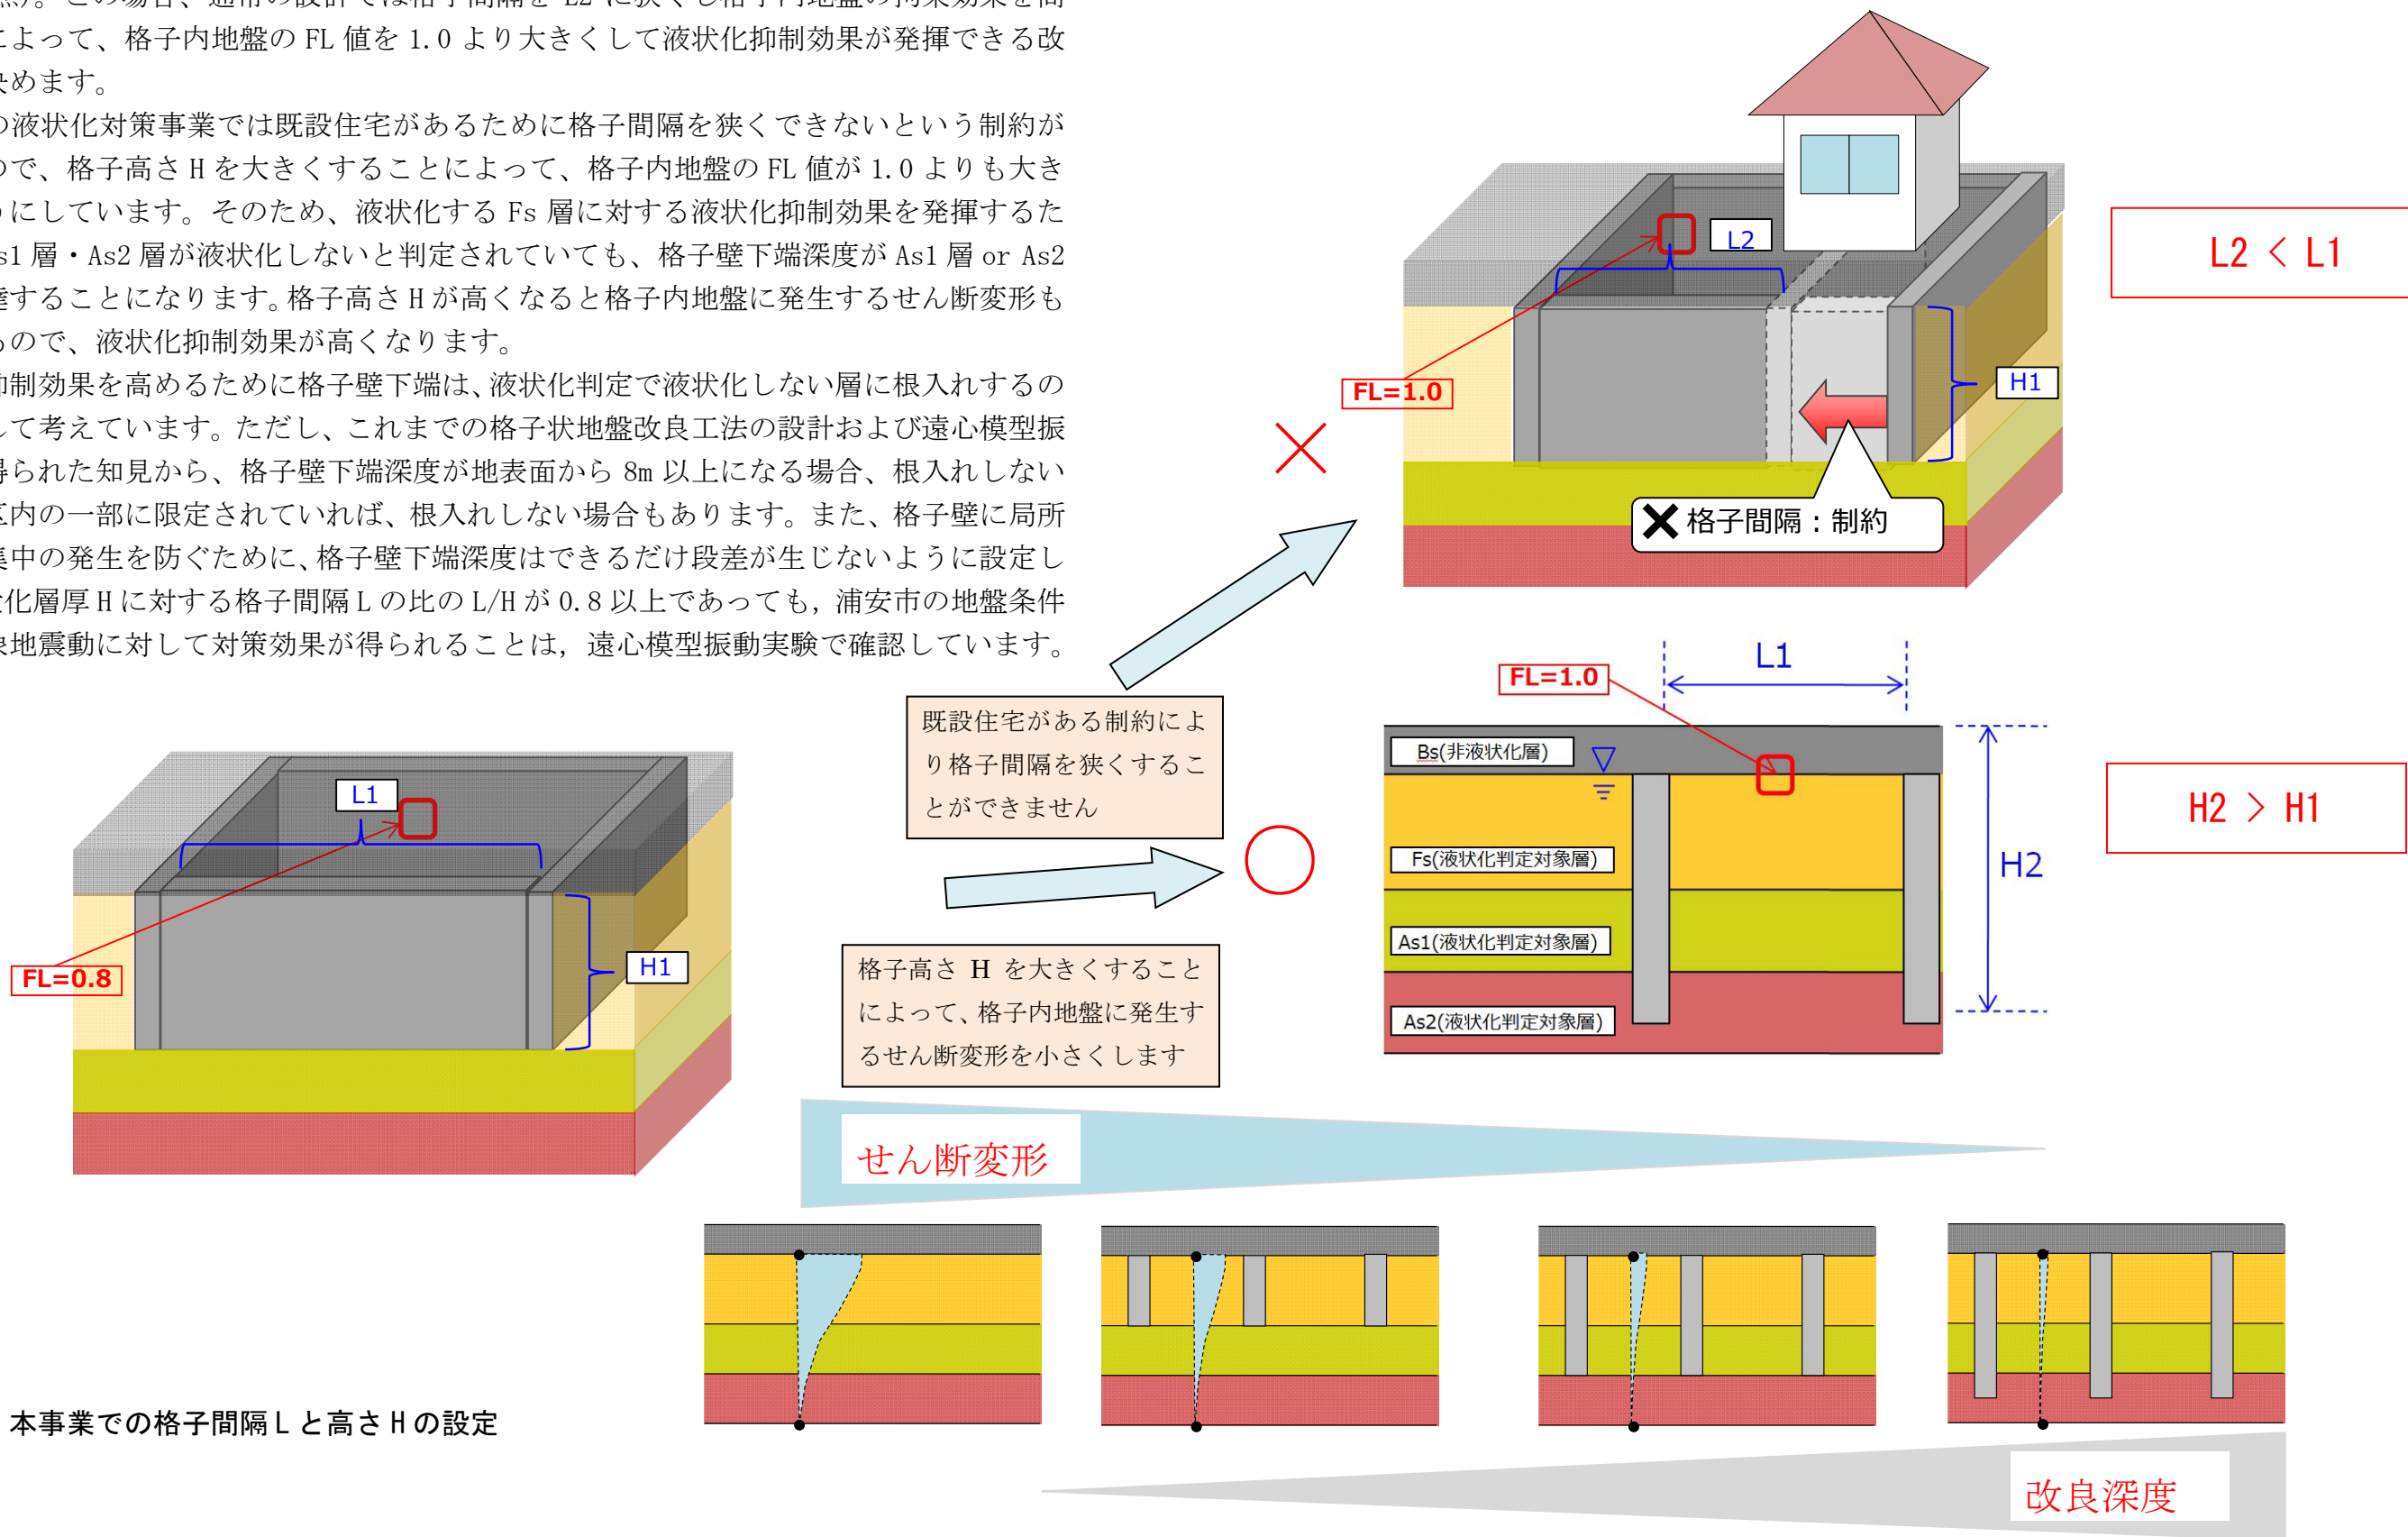 によって、格子内地盤の FL 値を 1.0 より大きくして液状化抑制効果が発揮できる改
めます。
の液状化対策事業では既設住宅があるために格子間隔を狭くできないという制約が
ので、格子高さ H を大きくすることによって、格子内地盤の FL 値が 1.0 よりも大き
うにしています。そのため、液状化する Fs 層に対する液状化抑制効果を発揮するた
s1 層・As2 層が液状化しないと判定されていても、格子壁下端深度が As1 層 or As2
することになります。格子高さ H が高くなると格子内地盤に発生するせん断変形も
るので、液状化抑制効果が高くなります。
抑制効果を高めるために格子壁下端は、液状化判定で液状化しない層に根入れするの
して考えています。ただし、これまでの格子状地盤改良工法の設計および遠心模型振
得られた知見から、格子壁下端深度が地表面から 8m 以上になる場合、根入れしない
区内の一部に限定されていれば、根入れしない場合もあります。また、格子壁に局所
集中の発生を防ぐために、格子壁下端深度はできるだけ段差が生じないように設定し
化層厚 H に対する格子間隔 L の比の L/H が 0.8 以上であっても，浦安市の地盤条件
象地震動に対して対策効果が得られることは，遠心模型振動実験で確認しています。
L2
L2 < L1
FL=1.0
H1
格子間隔：制約
既設住宅がある制約によ
り格子間隔を狭くするこ
とができません
L1
FL=1.0
Bs(非液状化層)
Fs(液状化判定対象層)
As1(液状化判定対象層)
As2(液状化判定対象層)
H2
H2 > H1
L1
H1
FL=0.8
格子高さ H を大きくすること
によって、格子内地盤に発生す
るせん断変形を小さくします
せん断変形
本事業での格子間隔 L と高さ H の設定
改良深度